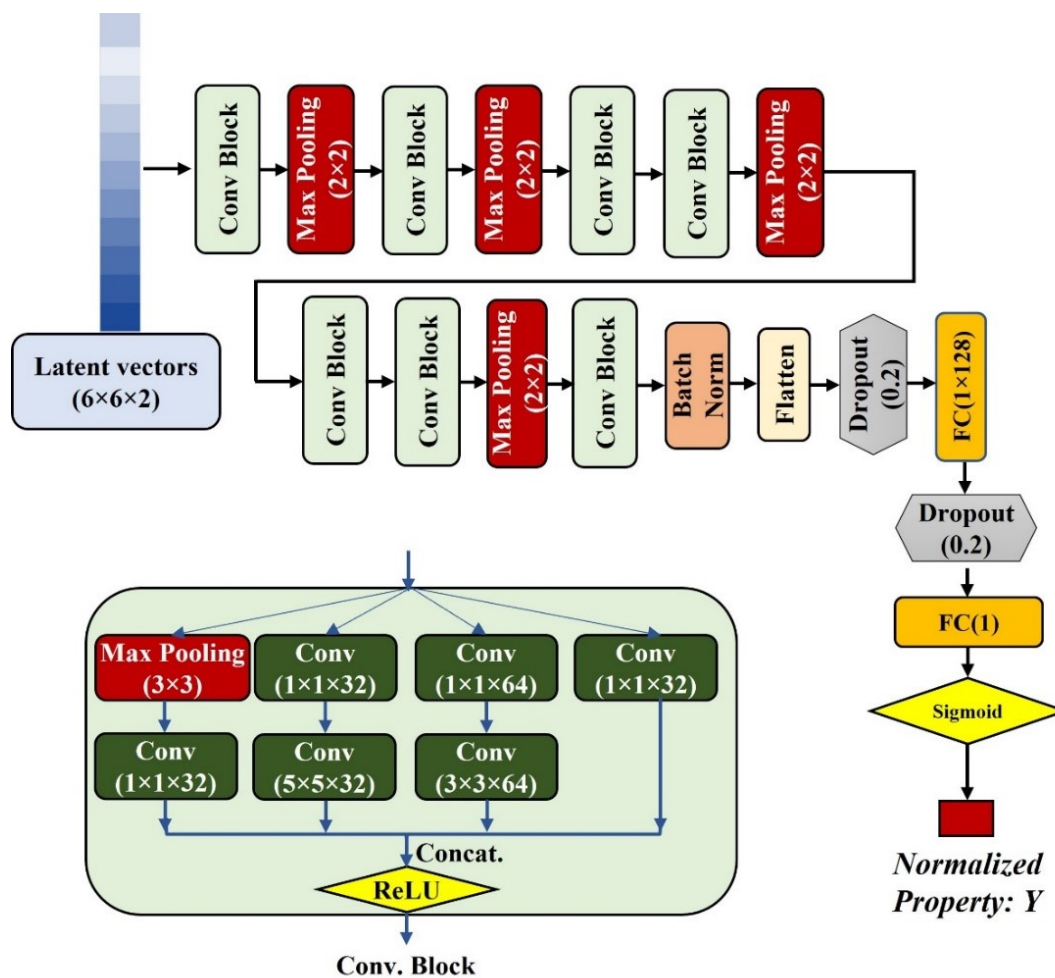 Conv Block
Max Pooling
(2×2)
Conv Block
Max Pooling
(2×2)
Conv Block
Conv Block
Max Pooling
(2×2)
Latent vectors
(6×6×2)
Conv Block
Conv Block
Max Pooling
(2×2)
Conv Block
Batch
Norm
Flatten
Dropout
(0.2)
FC(1×128)
Dropout
(0.2)
FC(1)
Sigmoid
Normalized
Property: Y
Max Pooling
(3×3)
Conv
(1×1×32)
Conv
(1×1×64)
Conv
(1×1×32)
Conv
(1×1×32)
Conv
(5×5×32)
Conv
(3×3×64)
Concat.
ReLU
Conv. Block